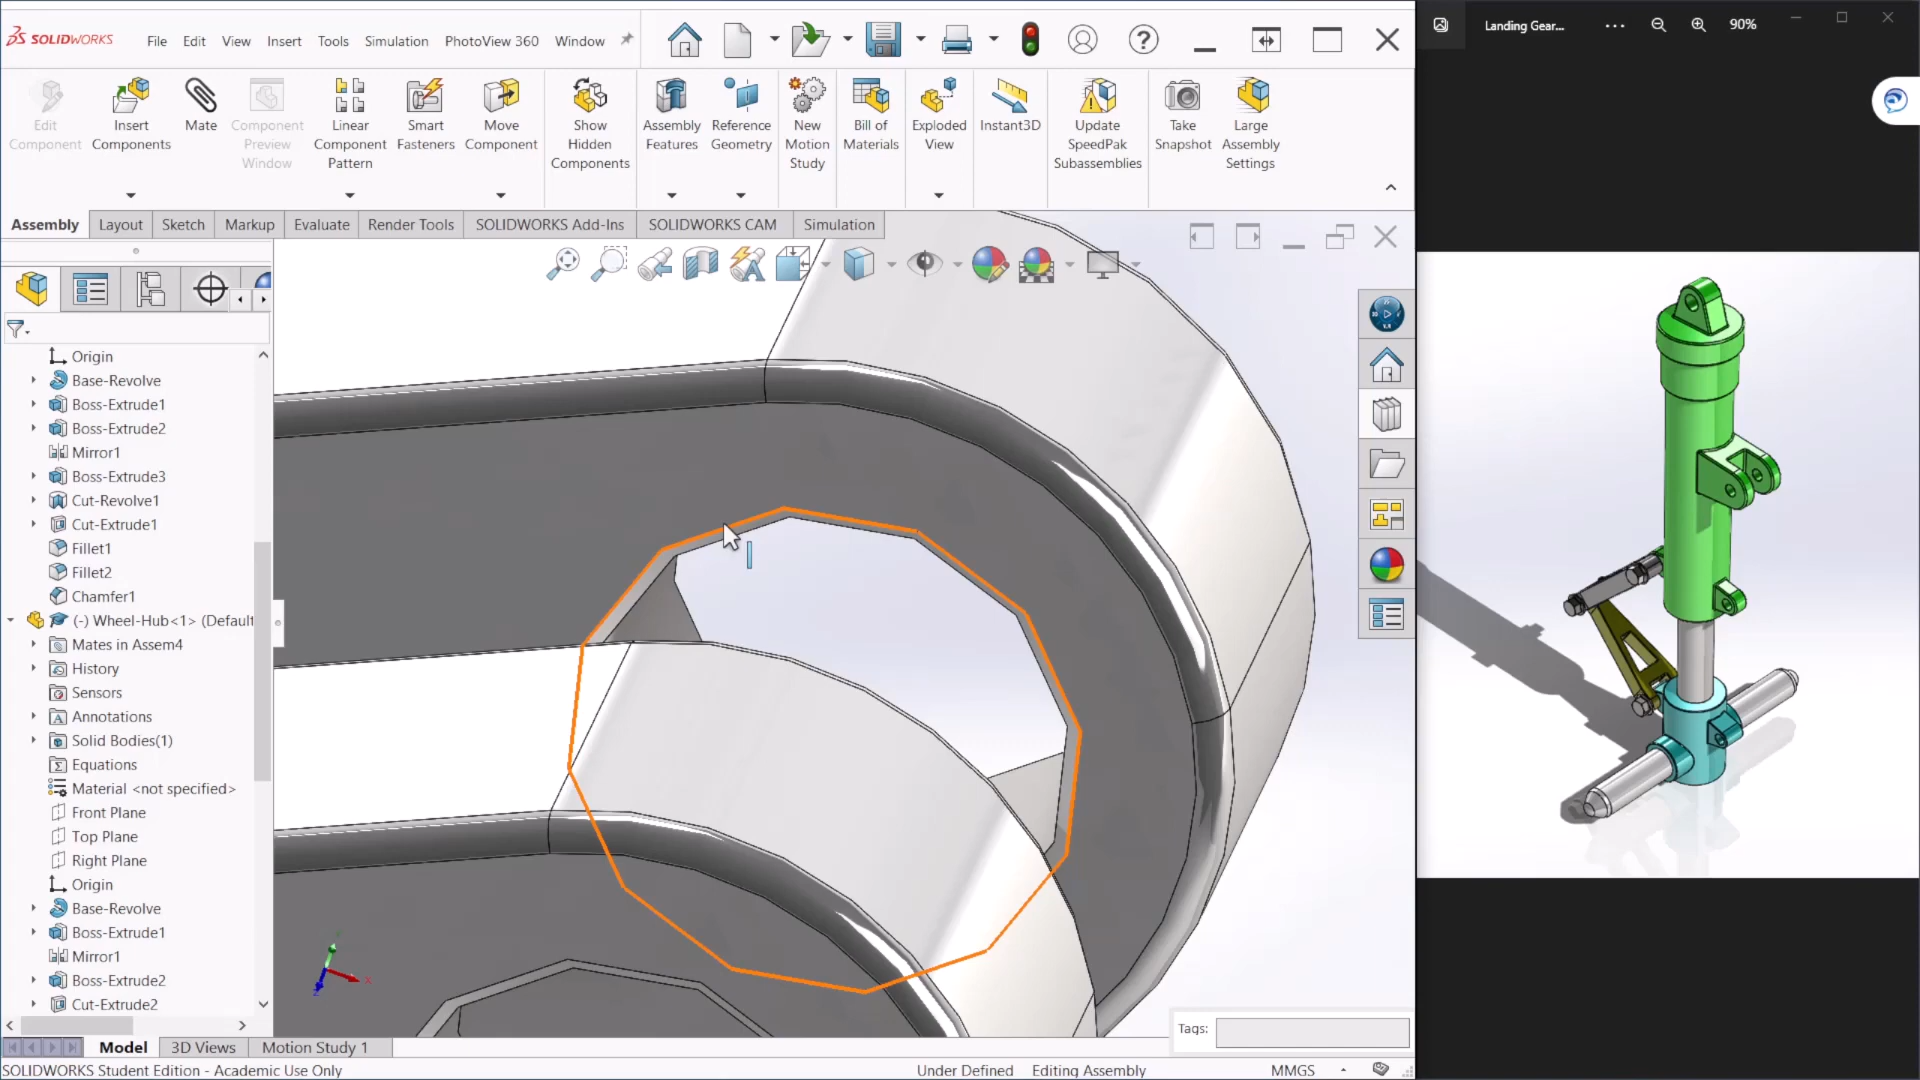 SOLIDWORKS
File Edit View Insert Tools Simulation PhotoView 360 Window
Landing Gear... 90%
Edit Component
Insert Components
Mate
Component Preview Window
Linear Component Pattern
Smart Fasteners
Move Component
Show Hidden Components
Assembly Features
Reference Geometry
New Motion Study
Bill of Materials
Exploded View
Instant3D
Update SpeedPak Subassemblies
Take Snapshot
Large Assembly Settings
Assembly Layout Sketch Markup Evaluate Render Tools SOLIDWORKS Add-Ins SOLIDWORKS CAM Simulation
Origin
Base-Revolve
Boss-Extrude1
Boss-Extrude2
Mirror1
Boss-Extrude3
Cut-Revolve1
Cut-Extrude1
Fillet1
Fillet2
Chamfer1
(-) Wheel-Hub<1> (Default
Mates in Assem4
History
Sensors
Annotations
Solid Bodies(1)
Equations
Material <not specified>
Front Plane
Top Plane
Right Plane
Origin
Base-Revolve
Boss-Extrude1
Mirror1
Boss-Extrude2
Cut-Extrude2
Tags:
Model 3D Views Motion Study 1
SOLIDWORKS Student Edition - Academic Use Only Under Defined Editing Assembly MMGS